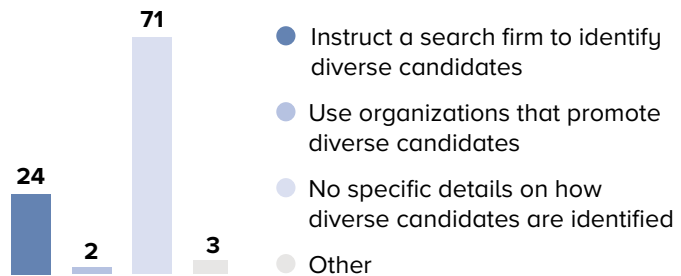 71
24
2
3
Instruct a search firm to identify
diverse candidates
Use organizations that promote
diverse candidates
No specific details on how
diverse candidates are identified
Other